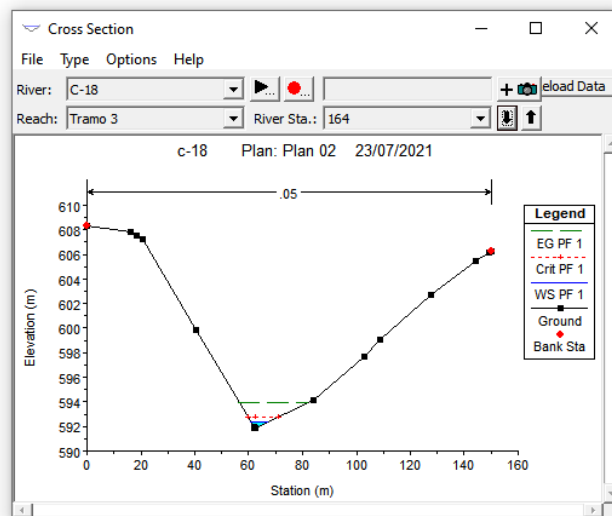 Cross Section
File Type Options Help
River: C-18 eload Data
Reach: Tramo 3 River Sta.: 164
c-18 Plan: Plan 02 23/07/2021
.05
610
608
606
604
602
600
598
596
594
592
590
Elevation (m)
0 20 40 60 80 100 120 140 160
Station (m)
Legend
EG PF 1
Crit PF 1
WS PF 1
Ground
Bank Sta